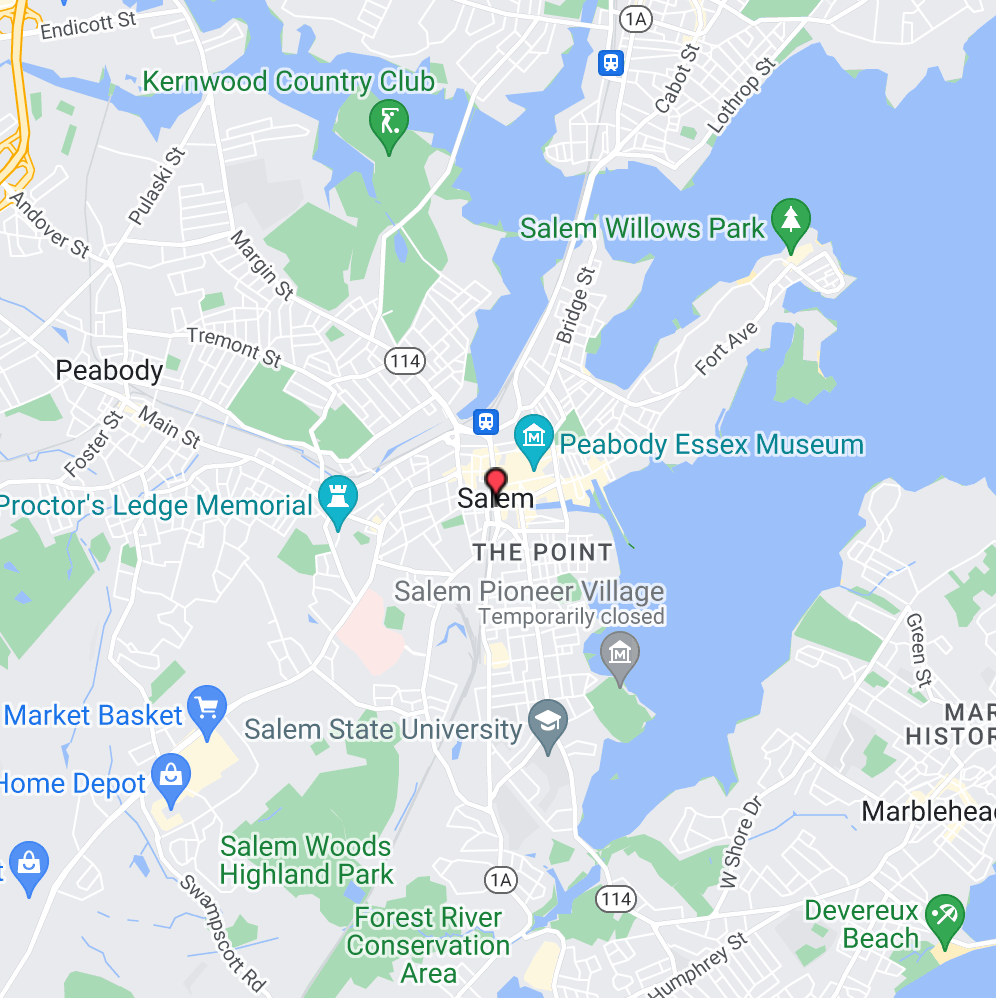 Endicott St
1A
Kernwood Country Club
Cabot St
Lothrop St
Pulaski St
Andover St
Salem Willows Park
Margin St
Bridge St
Tremont St
Fort Ave
114
Peabody
Main St
Foster St
Peabody Essex Museum
Proctor's Ledge Memorial
Salem
THE POINT
Salem Pioneer Village
Temporarily closed
Green St
Market Basket
Salem State University
MAR
HISTOR
Home Depot
Marblehead
W Shore Dr
Salem Woods
Highland Park
t
1A
114
Swampscott Rd
Forest River
Conservation
Area
Devereux
Beach
Humphrey St